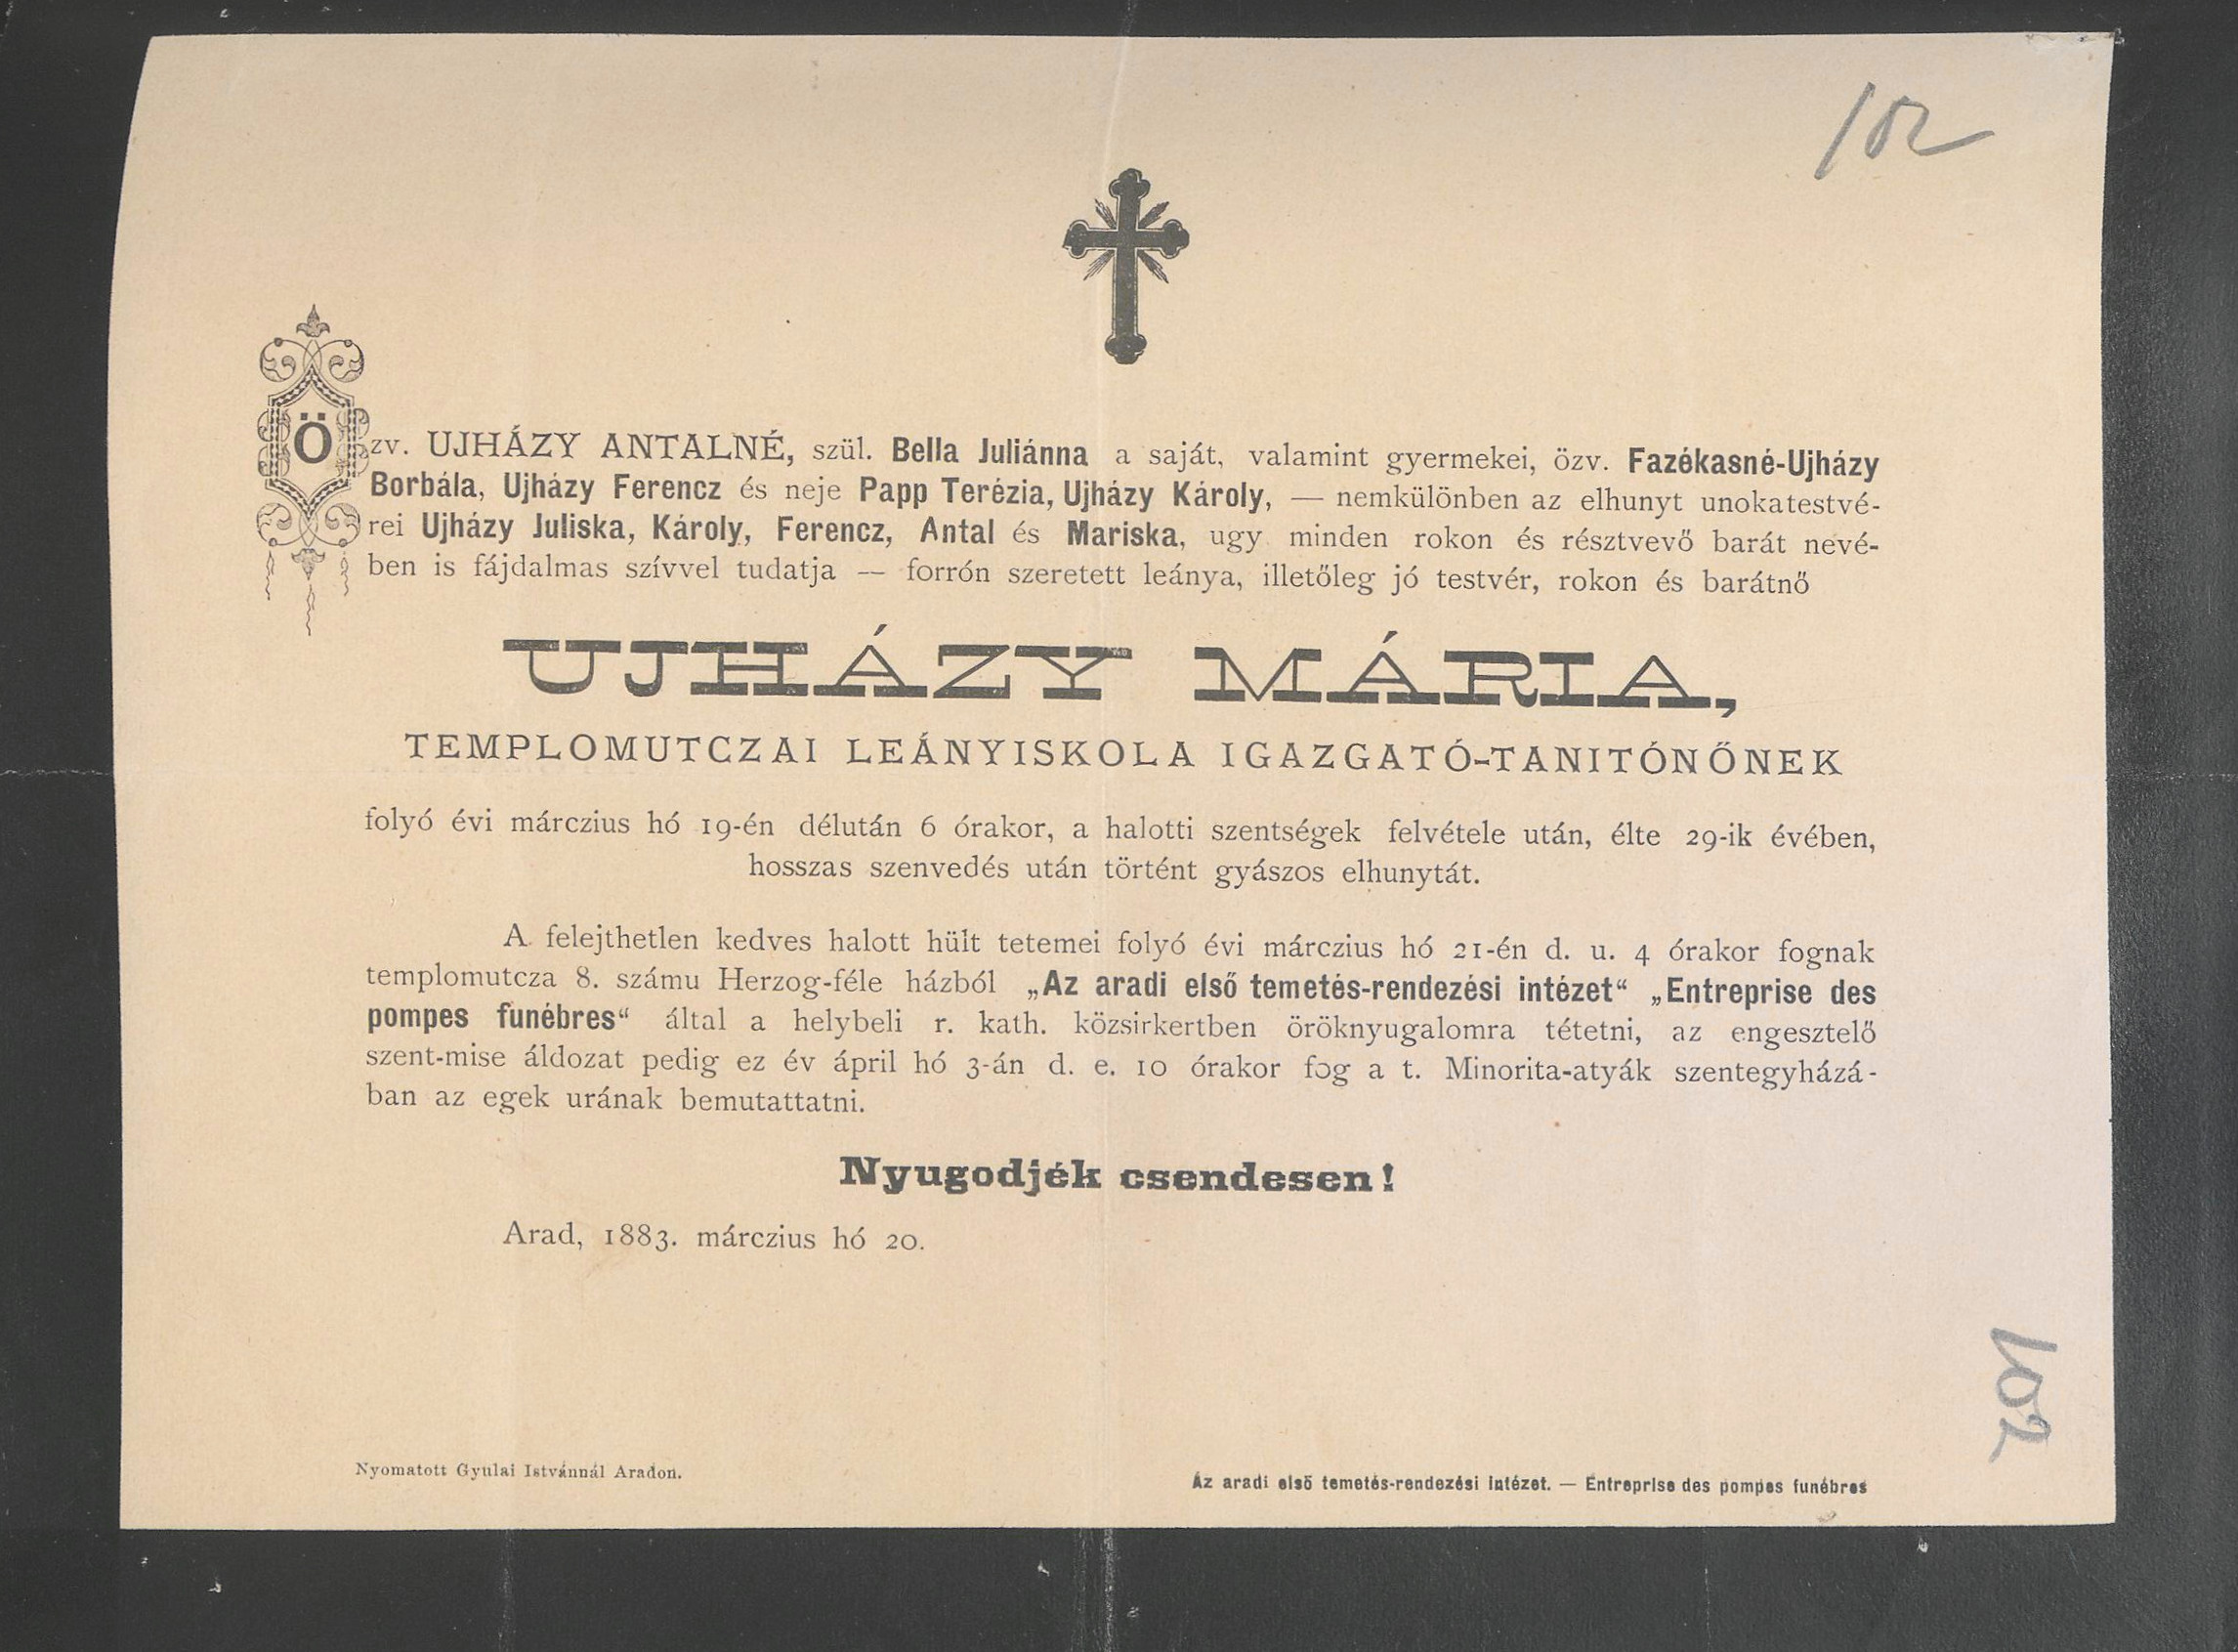 102
Özv. UJHÁZY ANTALNÉ, szül. Bella Juliánna a saját, valamint gyermekei, özv. Fazékasné-Ujházy
Borbála, Ujházy Ferencz és neje Papp Terézia, Ujházy Károly, — nemkülönben az elhunyt unokatestvé-
rei Ujházy Juliska, Károly, Ferencz, Antal és Mariska, ugy minden rokon és résztvevő barát nevé-
ben is fájdalmas szívvel tudatja — forrón szeretett leánya, illetőleg jó testvér, rokon és barátnő
UJHÁZY MÁRIA,
TEMPLOMUTCZAI LEÁNYISKOLA IGAZGATÓ-TANITÓNŐNEK
folyó évi márczius hó 19-én délután 6 órakor, a halotti szentségek felvétele után, élte 29-ik évében,
hosszas szenvedés után történt gyászos elhunytát.
A felejthetlen kedves halott hült tetemei folyó évi márczius hó 21-én d. u. 4 órakor fognak
templomutcza 8. számu Herzog-féle házból „Az aradi első temetés-rendezési intézet“ „Entreprise des
pompes funébres“ által a helybeli r. kath. közsirkertben öröknyugalomra tétetni, az engesztelő
szent-mise áldozat pedig ez év ápril hó 3-án d. e. 10 órakor fog a t. Minorita-atyák szentegyházá-
ban az egek urának bemutattatni.
Nyugodjék csendesen!
Arad, 1883. márczius hó 20.
102
Nyomatott Gyulai Istvánnál Aradon.
Az aradi első temetés-rendezési intézet. — Entreprise des pompes funébres